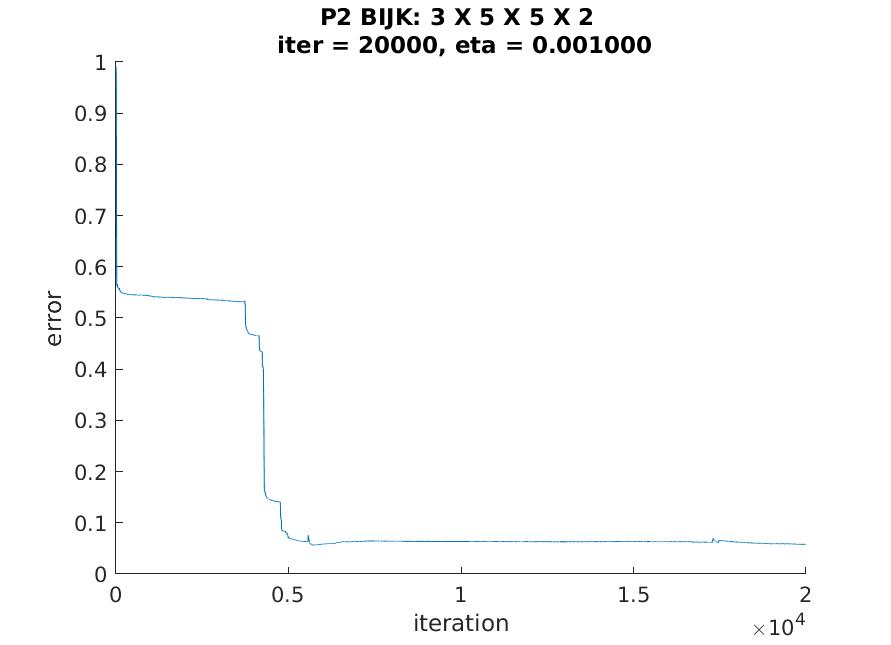 P2 BIJK: 3 X 5 X 5 X 2
iter = 20000, eta = 0.001000
1
0.9
0.8
0.7
0.6
0.5
0.4
0.3
0.2
0.1
0
error
0 0.5 1 1.5 2
iteration
×10^4